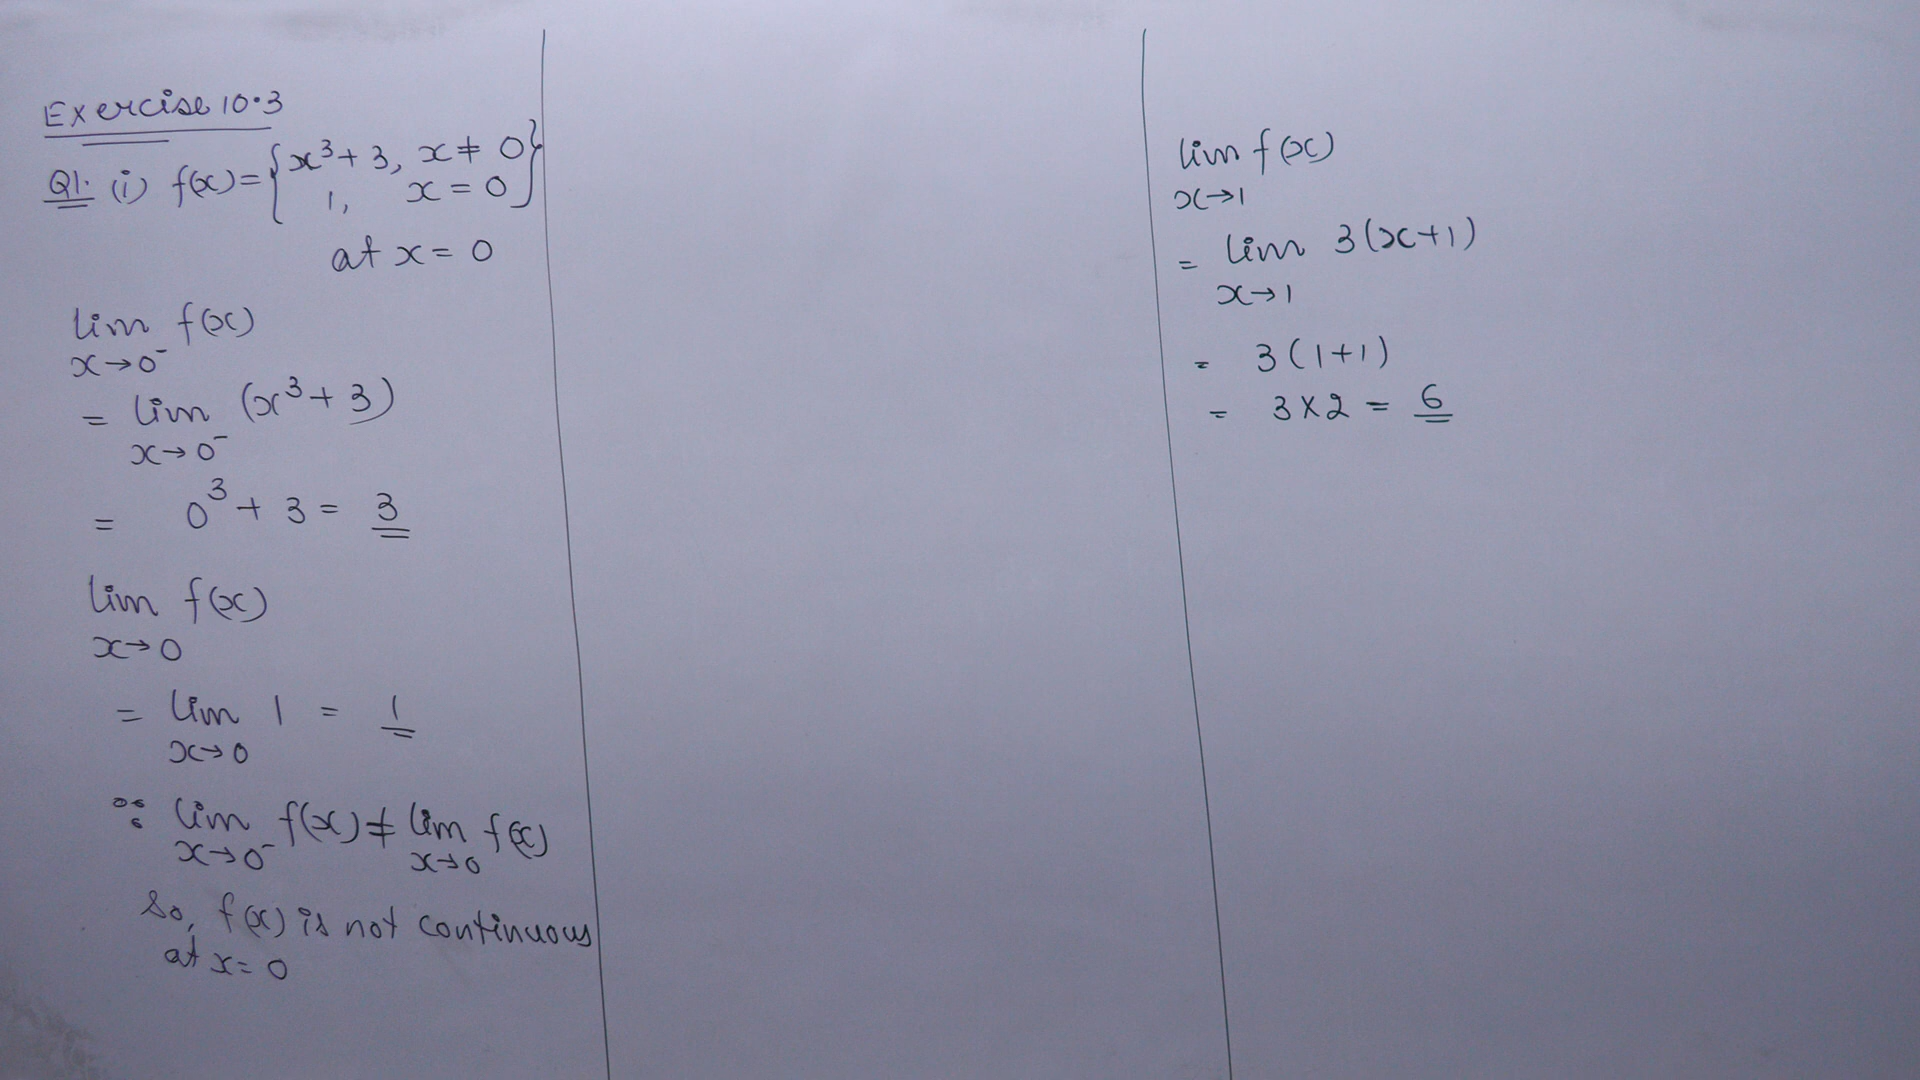 Exercise 10.3
Q1. (i) f(x) = { x³ + 3, x ≠ 0
1, x = 0 }
at x = 0
lim f(x)
x→0⁻
= lim (x³ + 3)
x→0⁻
= 0³ + 3 = 3
lim f(x)
x→0
= lim 1 = 1
x→0
∵ lim f(x) ≠ lim f(x)
x→0⁻ x→0
So, f(x) is not continuous
at x = 0
lim f(x)
x→1
= lim 3(x+1)
x→1
= 3(1+1)
= 3×2 = 6